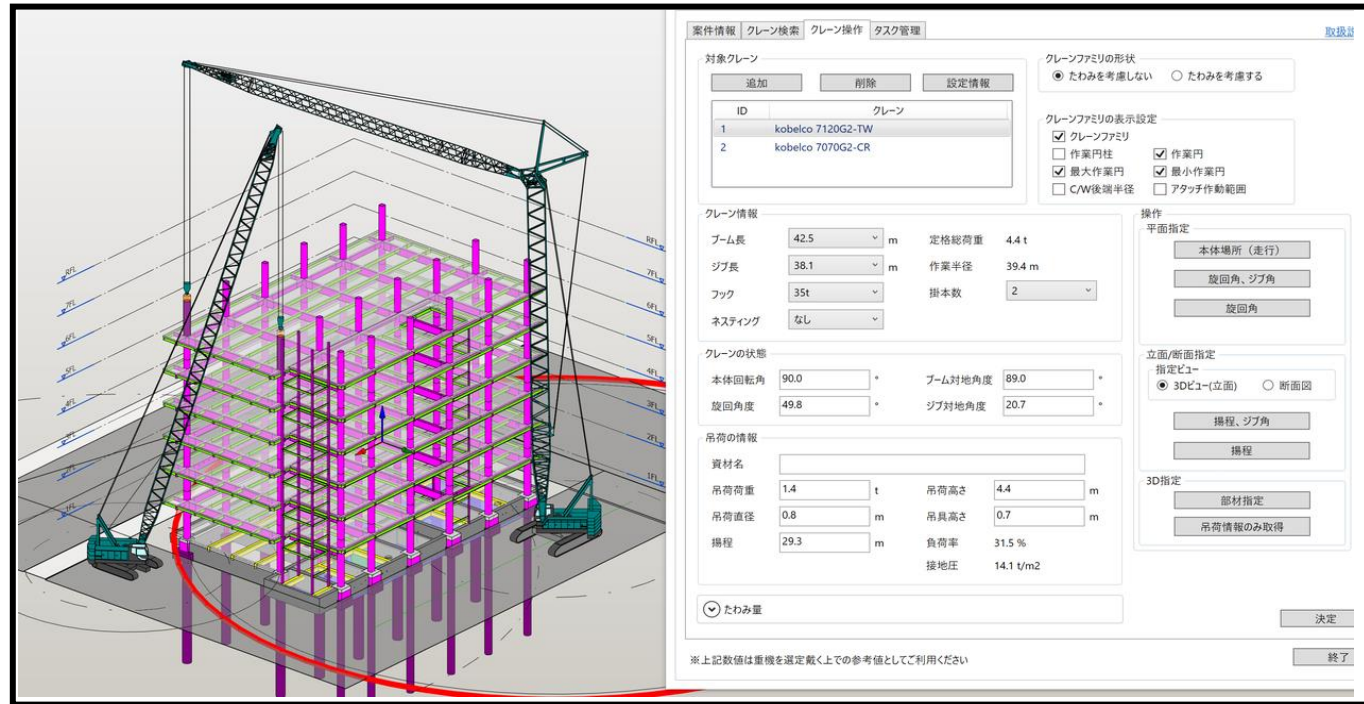 案件情報 クレーン検索 クレーン操作 タスク管理
対象クレーン
追加 削除 設定情報
ID クレーン
1 kobelco 7120G2-TW
2 kobelco 7070G2-CR
クレーンファミリの形状
たわみを考慮しない たわみを考慮する
クレーンファミリの表示設定
クレーンファミリ
作業円柱 作業円
最大作業円 最小作業円
C/W後端半径 アタッチ作動範囲
クレーン情報
ブーム長 42.5 m 定格総荷重 4.4 t
ジブ長 38.1 m 作業半径 39.4 m
フック 35t 掛本数 2
ネスティング なし
クレーンの状態
本体回転角 90.0 ° ブーム対地角度 89.0 °
旋回角度 49.8 ° ジブ対地角度 20.7 °
吊荷の情報
資材名
吊荷荷重 1.4 t 吊荷高さ 4.4 m
吊荷直径 0.8 m 吊具高さ 0.7 m
揚程 29.3 m 負荷率 31.5 %
接地圧 14.1 t/m2
たわみ量
操作
平面指定
本体場所（走行）
旋回角、ジブ角
旋回角
立面/断面指定
指定ビュー
3Dビュー(立面) 断面図
揚程、ジブ角
揚程
3D指定
部材指定
吊荷情報のみ取得
決定
※上記数値は重機を選定戴く上での参考値としてご利用ください
終了
RFL
7FL
6FL
5FL
4FL
3FL
2FL
1FL
RFL
7FL
6FL
5FL
4FL
3FL
2FL
1FL